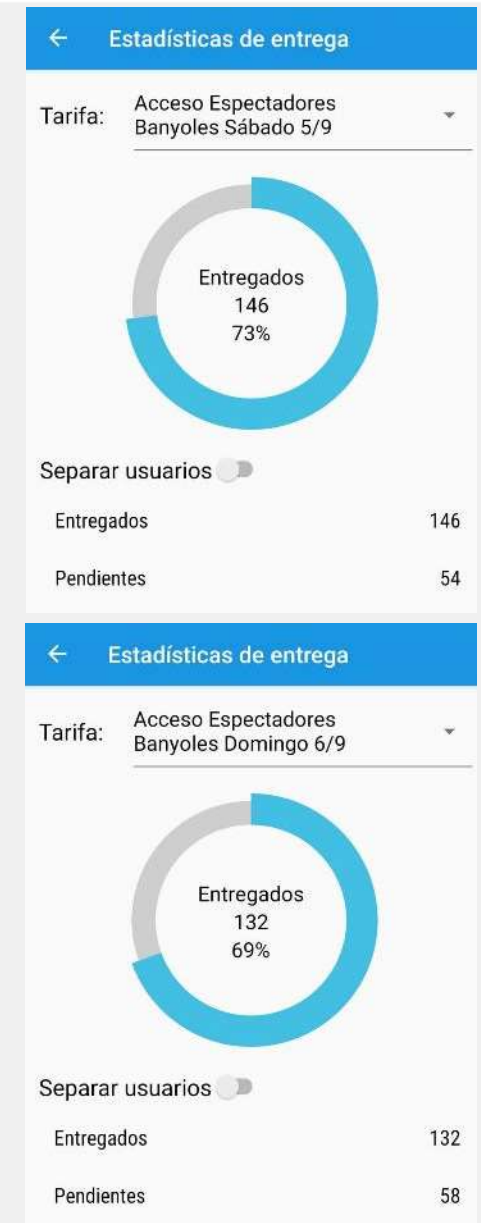 Estadísticas de entrega
Tarifa:
Acceso Espectadores
Banyoles Sábado 5/9
Entregados
146
73%
Separar usuarios
Entregados 146
Pendientes 54
Estadísticas de entrega
Tarifa:
Acceso Espectadores
Banyoles Domingo 6/9
Entregados
132
69%
Separar usuarios
Entregados 132
Pendientes 58